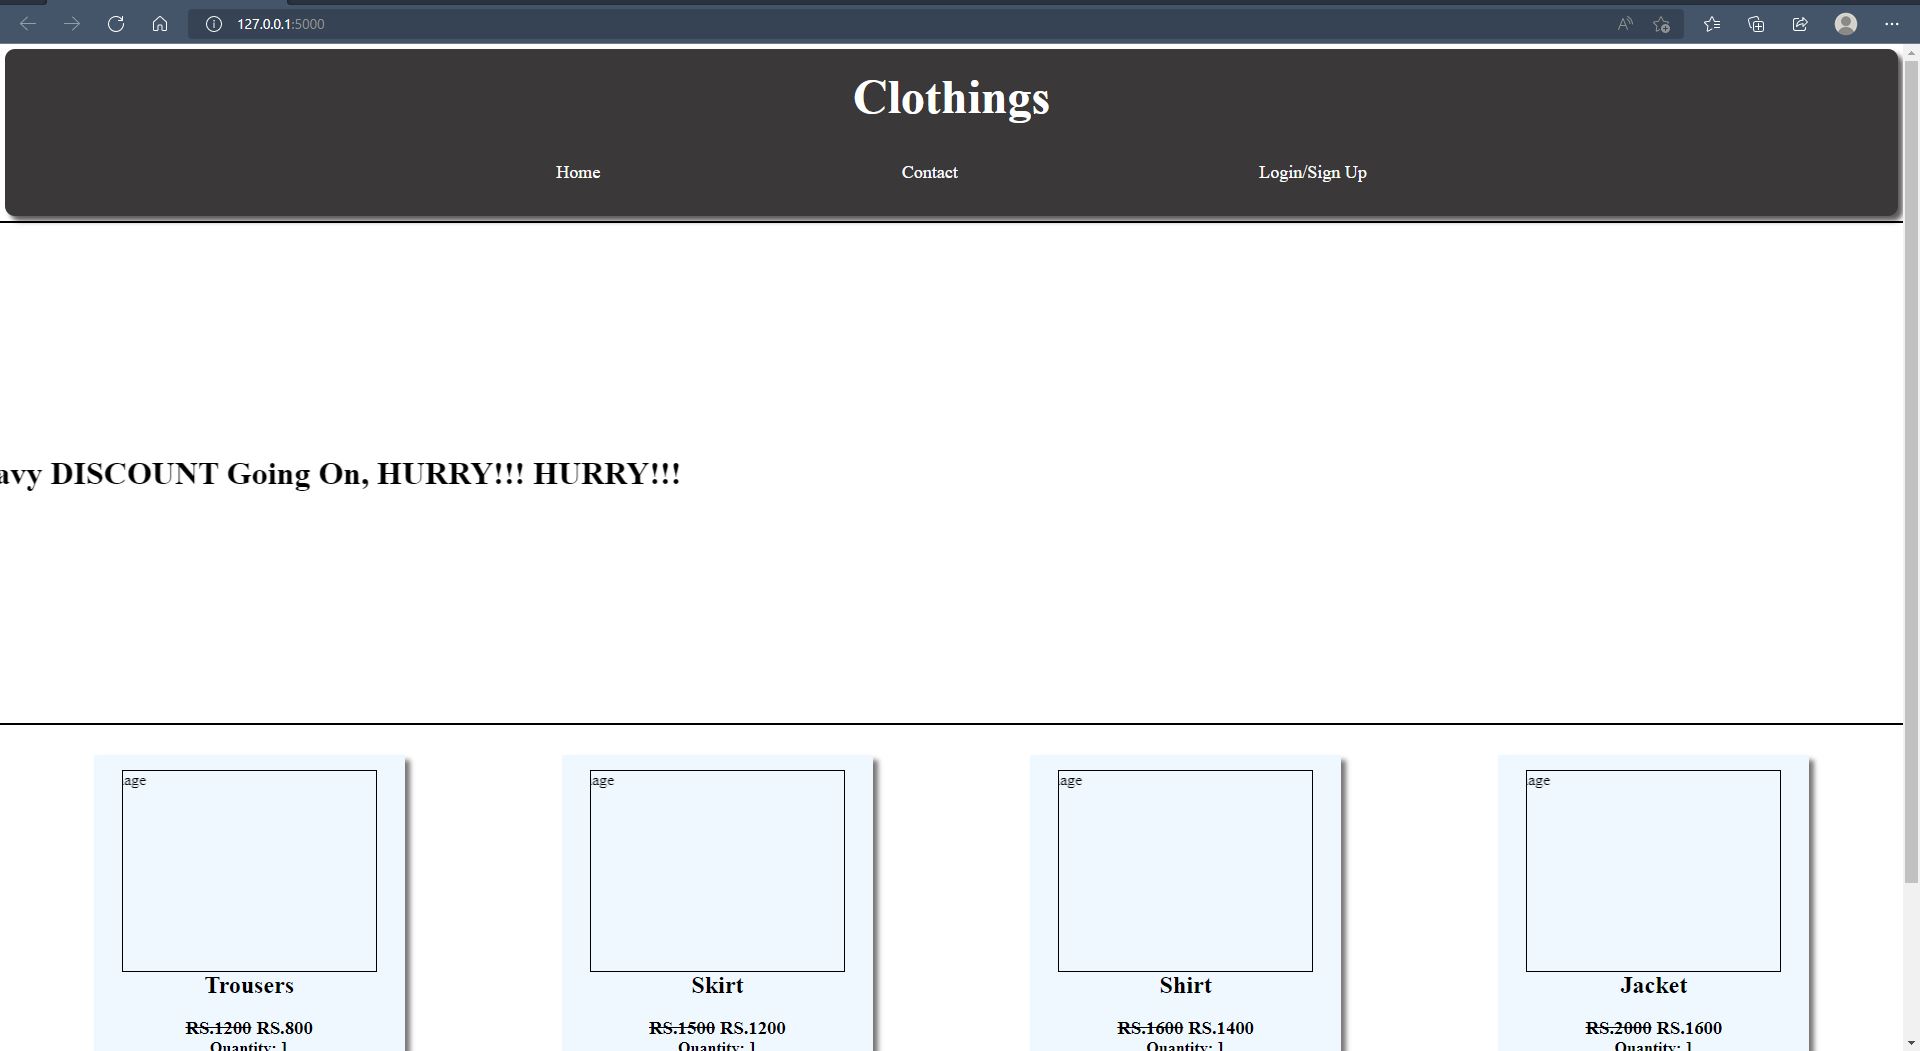 127.0.0.1:5000
Clothings
Home Contact Login/Sign Up
avy DISCOUNT Going On, HURRY!!! HURRY!!!
age age age age
Trousers Skirt Shirt Jacket
RS.1200 RS.800 RS.1500 RS.1200 RS.1600 RS.1400 RS.2000 RS.1600
Quantity: 1 Quantity: 1 Quantity: 1 Quantity: 1